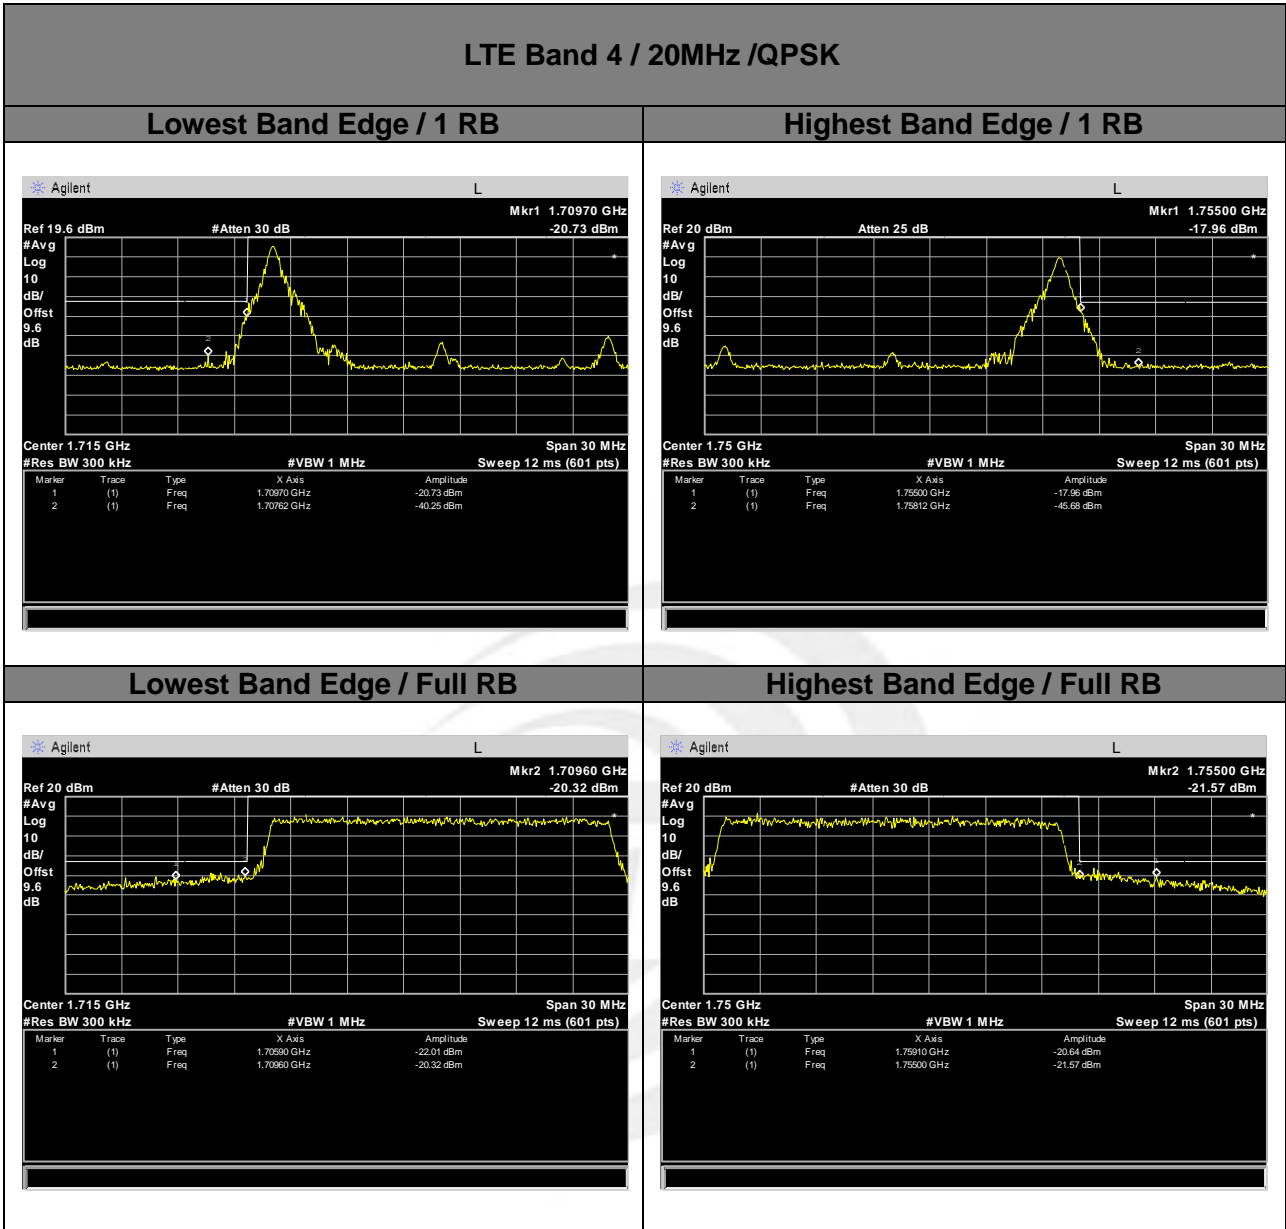 LTE Band 4 / 20MHz /QPSK
Lowest Band Edge / 1 RB
Highest Band Edge / 1 RB
Agilent L
Mkr1 1.70970 GHz
Ref 19.6 dBm #Atten 30 dB -20.73 dBm
#Avg
Log
10
dB/
Offst
9.6
dB
*
2
Center 1.715 GHz Span 30 MHz
#Res BW 300 kHz #VBW 1 MHz Sweep 12 ms (601 pts)
Marker Trace Type X Axis Amplitude
1 (1) Freq 1.70970 GHz -20.73 dBm
2 (1) Freq 1.70762 GHz -40.25 dBm
Agilent L
Mkr1 1.75500 GHz
Ref 20 dBm Atten 25 dB -17.96 dBm
#Avg
Log
10
dB/
Offst
9.6
dB
*
2
Center 1.75 GHz Span 30 MHz
#Res BW 300 kHz #VBW 1 MHz Sweep 12 ms (601 pts)
Marker Trace Type X Axis Amplitude
1 (1) Freq 1.75500 GHz -17.96 dBm
2 (1) Freq 1.75812 GHz -45.68 dBm
Lowest Band Edge / Full RB
Highest Band Edge / Full RB
Agilent L
Mkr2 1.70960 GHz
Ref 20 dBm #Atten 30 dB -20.32 dBm
#Avg
Log
10
dB/
Offst
9.6
dB
*
1 2
Center 1.715 GHz Span 30 MHz
#Res BW 300 kHz #VBW 1 MHz Sweep 12 ms (601 pts)
Marker Trace Type X Axis Amplitude
1 (1) Freq 1.70590 GHz -22.01 dBm
2 (1) Freq 1.70960 GHz -20.32 dBm
Agilent L
Mkr2 1.75500 GHz
Ref 20 dBm #Atten 30 dB -21.57 dBm
#Avg
Log
10
dB/
Offst
9.6
dB
*
2 1
Center 1.75 GHz Span 30 MHz
#Res BW 300 kHz #VBW 1 MHz Sweep 12 ms (601 pts)
Marker Trace Type X Axis Amplitude
1 (1) Freq 1.75910 GHz -20.64 dBm
2 (1) Freq 1.75500 GHz -21.57 dBm